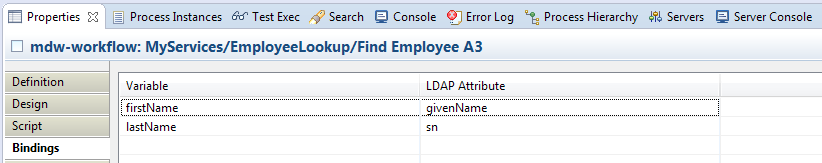 Properties Process Instances Test Exec Search Console Error Log Process Hierarchy Servers Server Console
mdw-workflow: MyServices/EmployeeLookup/Find Employee A3
Definition
Design
Script
Bindings
Variable LDAP Attribute
firstName givenName
lastName sn